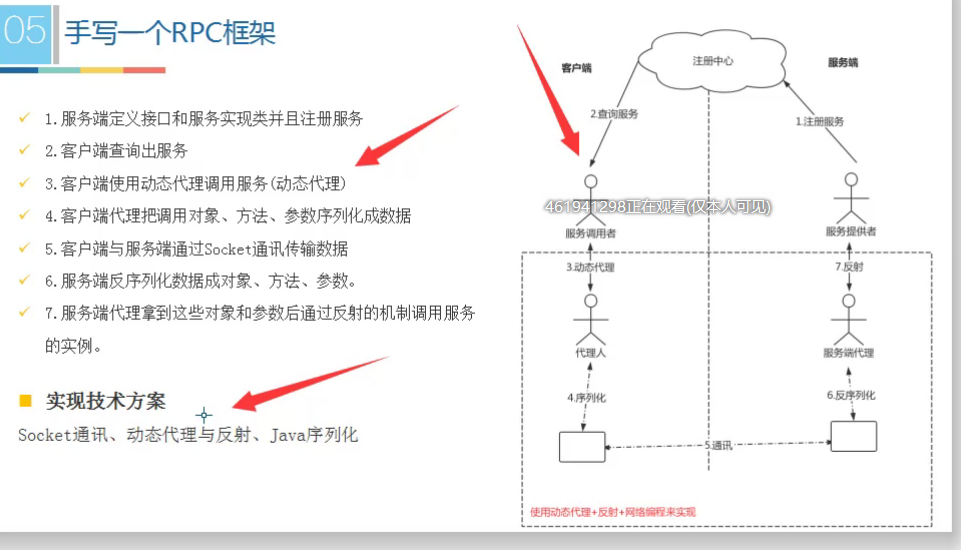 05 手写一个RPC框架
1.服务端定义接口和服务实现类并且注册服务
2.客户端查询出服务
3.客户端使用动态代理调用服务(动态代理)
4.客户端代理把调用对象、方法、参数序列化成数据
5.客户端与服务端通过Socket通讯传输数据
6.服务端反序列化数据成对象、方法、参数。
7.服务端代理拿到这些对象和参数后通过反射的机制调用服务
的实例。
实现技术方案
Socket通讯、动态代理与反射、Java序列化
客户端
注册中心
服务端
2.查询服务
1.注册服务
461941298正在观看(仅本人可见)
服务调用者
服务提供者
3.动态代理
7.反射
代理人
服务端代理
4.序列化
6.反序列化
5.通讯
使用动态代理+反射+网络编程来实现